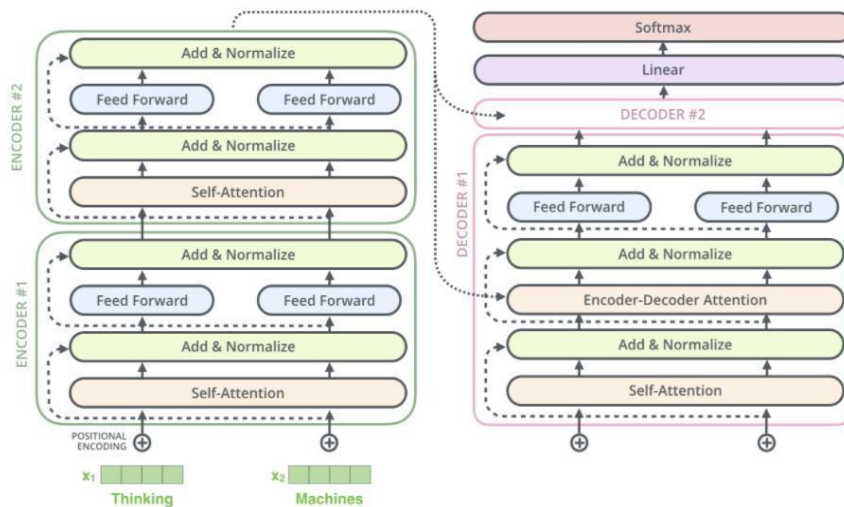 ENCODER #2
Add & Normalize
Feed Forward
Feed Forward
Add & Normalize
Self-Attention
ENCODER #1
Add & Normalize
Feed Forward
Feed Forward
Add & Normalize
Self-Attention
POSITIONAL
ENCODING
x1
x2
Thinking
Machines
Softmax
Linear
DECODER #2
DECODER #1
Add & Normalize
Feed Forward
Feed Forward
Add & Normalize
Encoder-Decoder Attention
Add & Normalize
Self-Attention